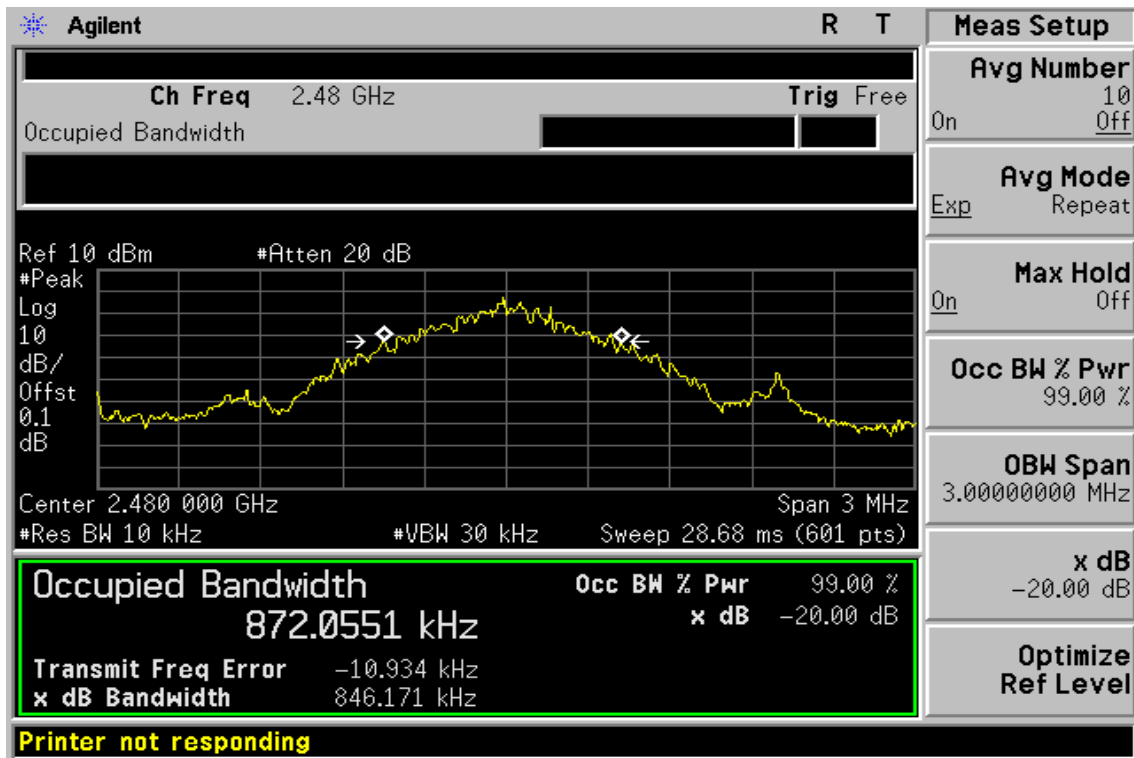 Agilent R T
Meas Setup
Ch Freq 2.48 GHz Trig Free
Occupied Bandwidth
Ref 10 dBm #Atten 20 dB
#Peak
Log
10
dB/
Offst
0.1
dB
Center 2.480 000 GHz Span 3 MHz
#Res BW 10 kHz #VBW 30 kHz Sweep 28.68 ms (601 pts)
Occupied Bandwidth Occ BW % Pwr 99.00 %
872.0551 kHz x dB -20.00 dB
Transmit Freq Error -10.934 kHz
x dB Bandwidth 846.171 kHz
Printer not responding
Avg Number
10
On Off
Avg Mode
Exp Repeat
Max Hold
On Off
Occ BW % Pwr
99.00 %
OBW Span
3.00000000 MHz
x dB
-20.00 dB
Optimize
Ref Level